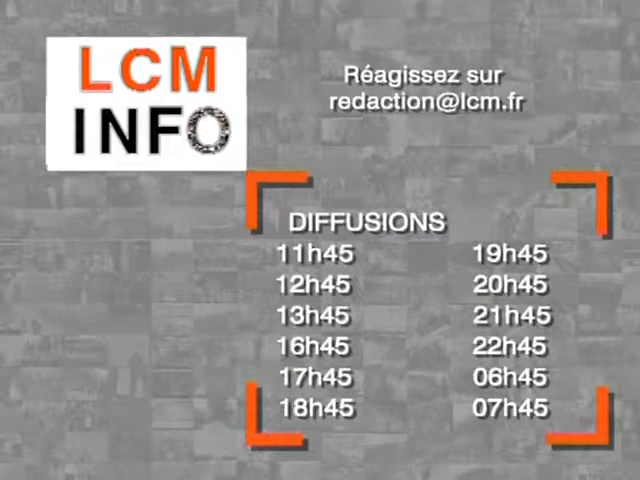 LCM
INFO
Réagissez sur
redaction@lcm.fr
DIFFUSIONS
11h45
12h45
13h45
16h45
17h45
18h45
19h45
20h45
21h45
22h45
06h45
07h45